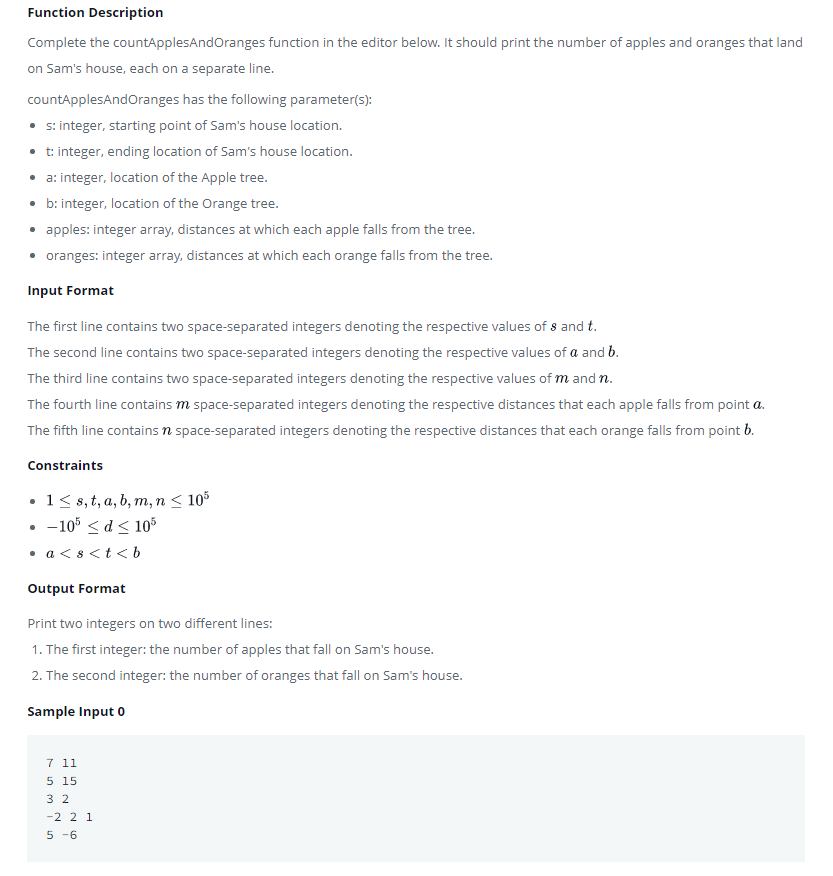 Function Description
Complete the countApplesAndOranges function in the editor below. It should print the number of apples and oranges that land
on Sam's house, each on a separate line.
countApplesAndOranges has the following parameter(s):
• s: integer, starting point of Sam's house location.
• t: integer, ending location of Sam's house location.
• a: integer, location of the Apple tree.
• b: integer, location of the Orange tree.
• apples: integer array, distances at which each apple falls from the tree.
• oranges: integer array, distances at which each orange falls from the tree.
Input Format
The first line contains two space-separated integers denoting the respective values of s and t.
The second line contains two space-separated integers denoting the respective values of a and b.
The third line contains two space-separated integers denoting the respective values of m and n.
The fourth line contains m space-separated integers denoting the respective distances that each apple falls from point a.
The fifth line contains n space-separated integers denoting the respective distances that each orange falls from point b.
Constraints
• 1 ≤ s, t, a, b, m, n ≤ 10⁵
• −10⁵ ≤ d ≤ 10⁵
• a < s < t < b
Output Format
Print two integers on two different lines:
1. The first integer: the number of apples that fall on Sam's house.
2. The second integer: the number of oranges that fall on Sam's house.
Sample Input 0
7 11
5 15
3 2
-2 2 1
5 -6